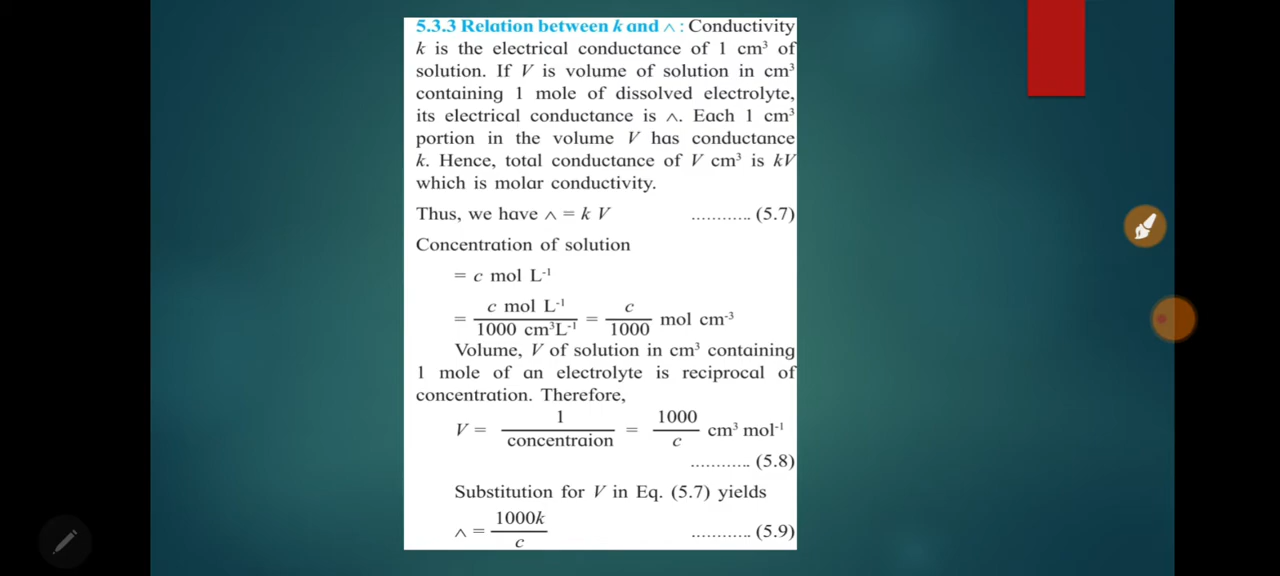 5.3.3 Relation between k and ∧ : Conductivity
k is the electrical conductance of 1 cm³ of
solution. If V is volume of solution in cm³
containing 1 mole of dissolved electrolyte,
its electrical conductance is ∧. Each 1 cm³
portion in the volume V has conductance
k. Hence, total conductance of V cm³ is kV
which is molar conductivity.
Thus, we have ∧ = k V ........... (5.7)
Concentration of solution
= c mol L⁻¹
= c mol L⁻¹ / 1000 cm³L⁻¹ = c / 1000 mol cm⁻³
Volume, V of solution in cm³ containing
1 mole of an electrolyte is reciprocal of
concentration. Therefore,
V = 1 / concentraion = 1000 / c cm³ mol⁻¹
........... (5.8)
Substitution for V in Eq. (5.7) yields
∧ = 1000k / c ........... (5.9)